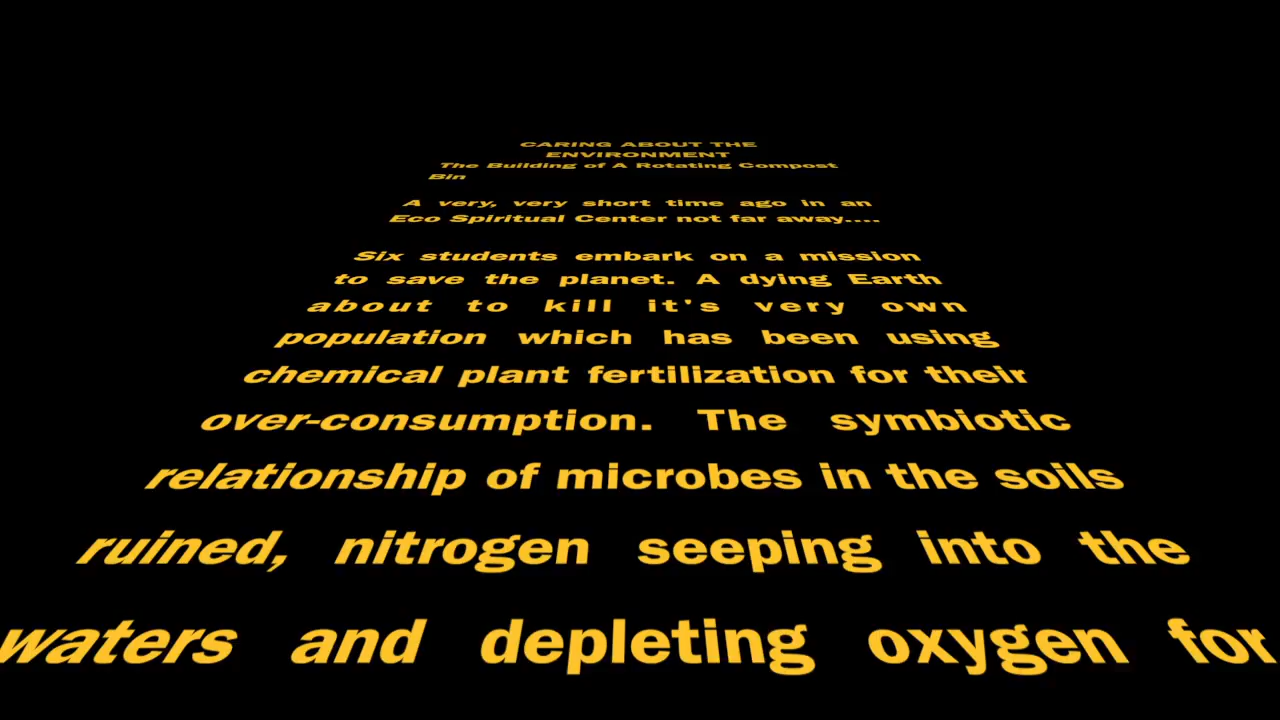 CARING ABOUT THE
ENVIRONMENT
The Building of A Rotating Compost
Bin
A very, very short time ago in an
Eco Spiritual Center not far away....
Six students embark on a mission
to save the planet. A dying Earth
about to kill it's very own
population which has been using
chemical plant fertilization for their
over-consumption. The symbiotic
relationship of microbes in the soils
ruined, nitrogen seeping into the
waters and depleting oxygen for